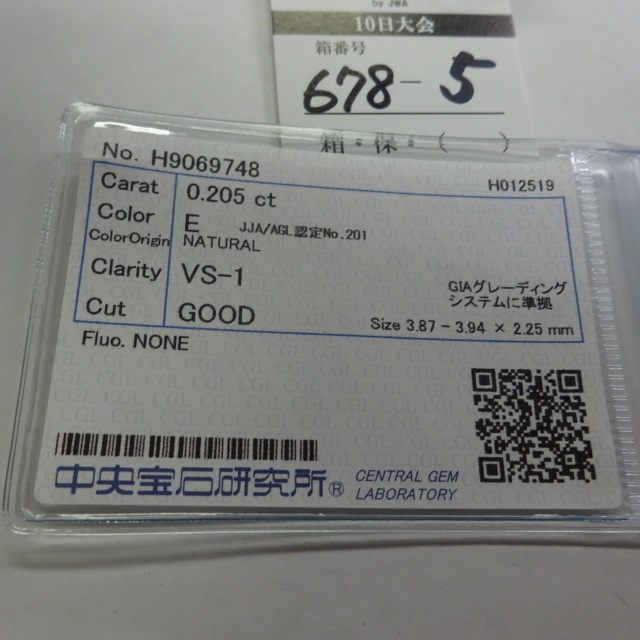 by JWA
10日大会
箱番号
678-5
箱:保:( )
No. H9069748
H012519
Carat 0.205 ct
Color E JJA/AGL認定No.201
ColorOrigin NATURAL
Clarity VS-1
GIAグレーディング
システムに準拠
Cut GOOD
Size 3.87 - 3.94 × 2.25 mm
Fluo. NONE
中央宝石研究所®
CENTRAL GEM
LABORATORY